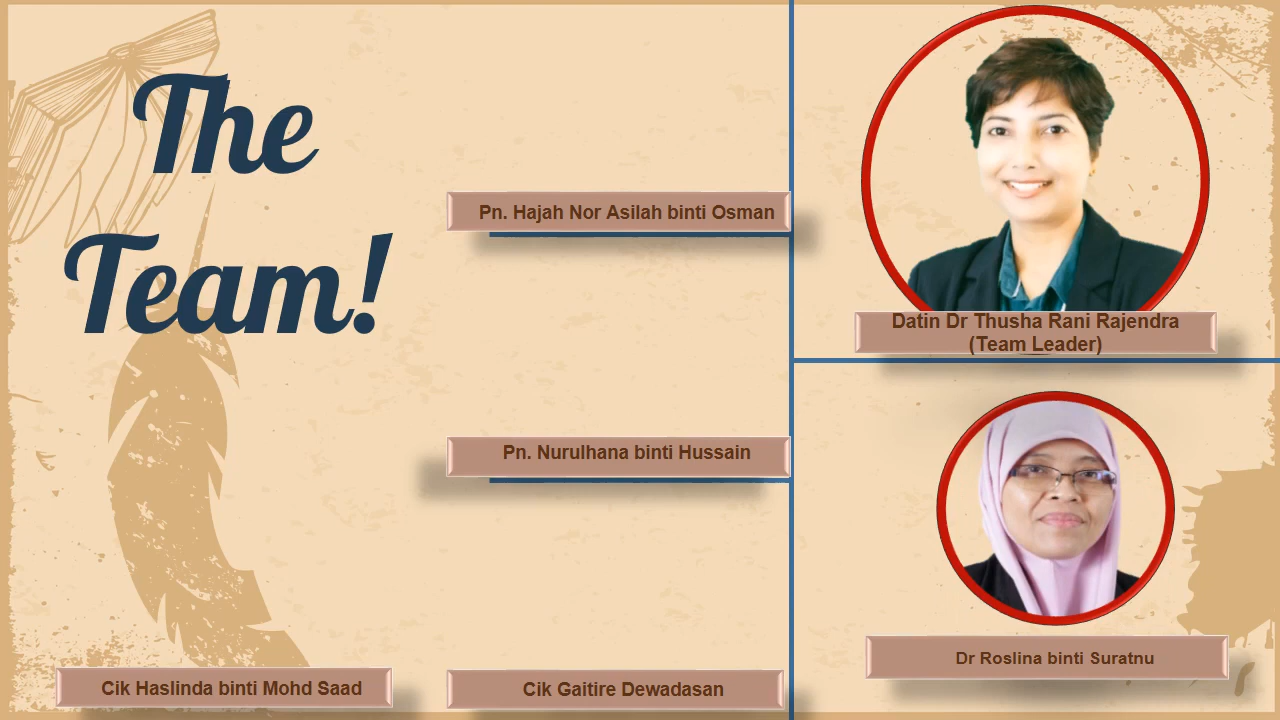 The
Team!
Pn. Hajah Nor Asilah binti Osman
Datin Dr Thusha Rani Rajendra
(Team Leader)
Pn. Nurulhana binti Hussain
Dr Roslina binti Suratnu
Cik Haslinda binti Mohd Saad
Cik Gaitire Dewadasan